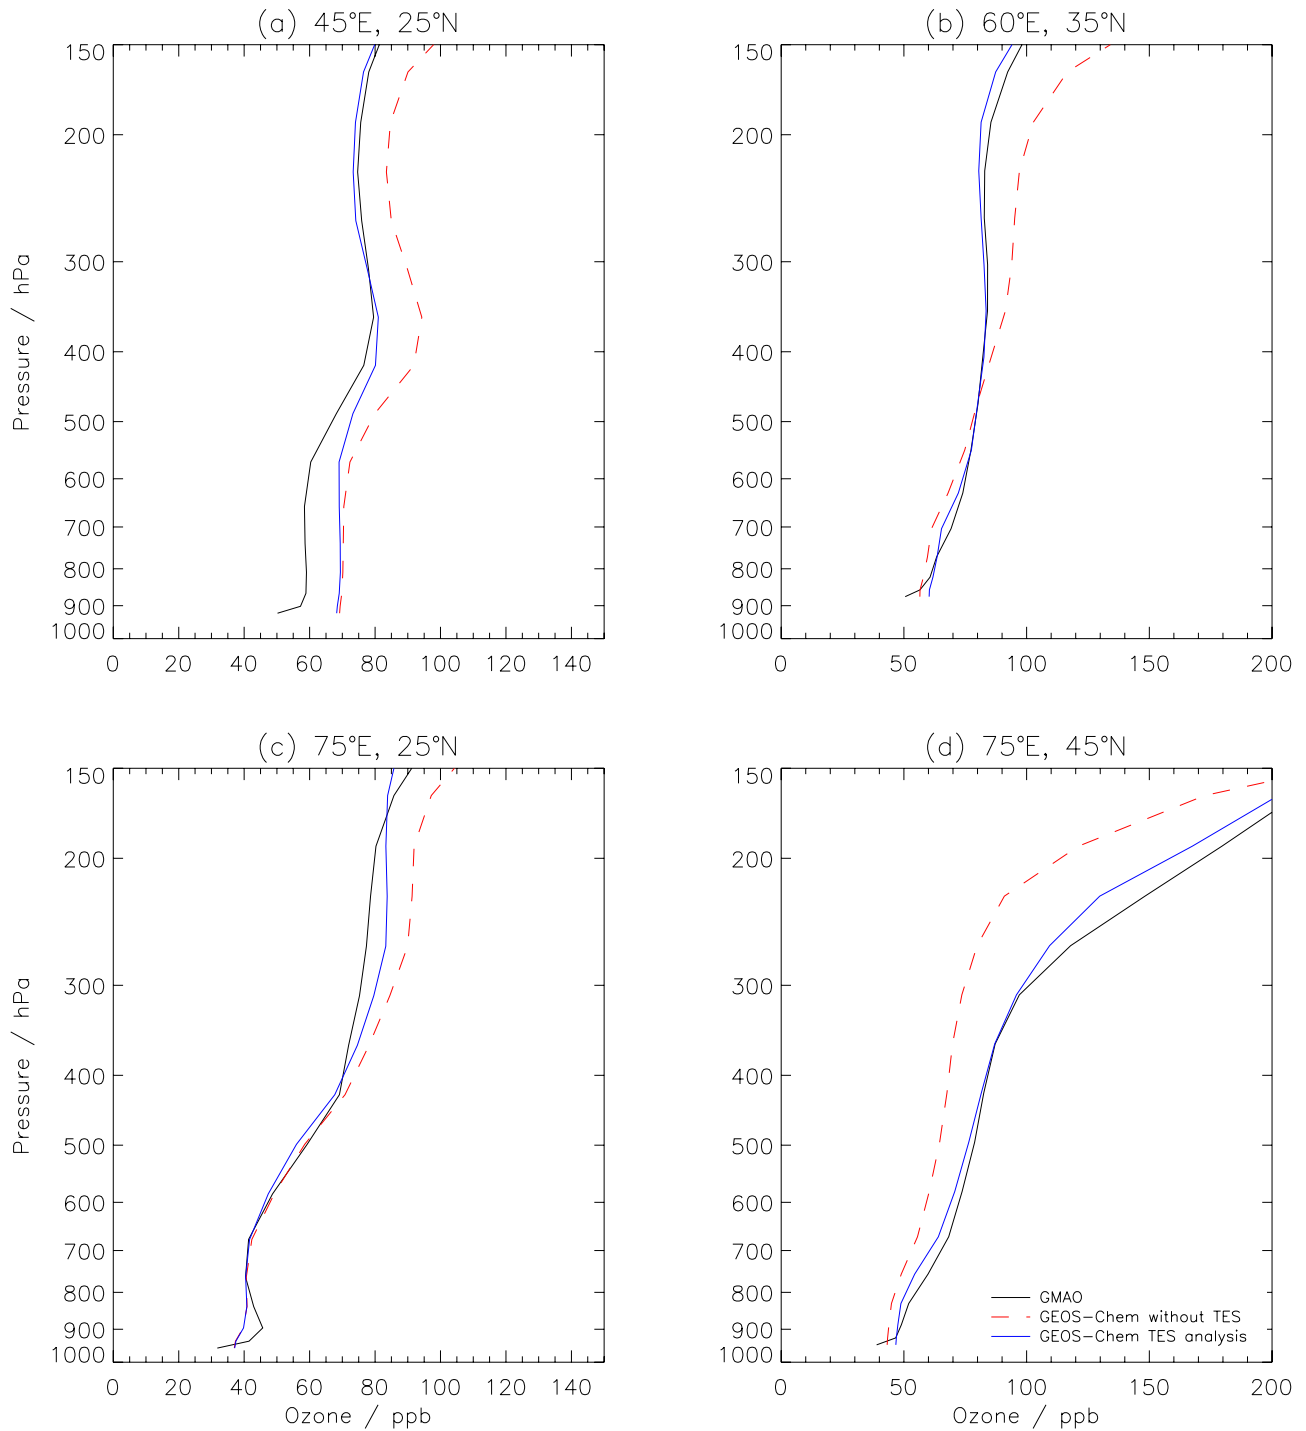 (a) 45°E, 25°N
150
200
300
400
500
600
700
800
900
1000
Pressure / hPa
0 20 40 60 80 100 120 140
(b) 60°E, 35°N
150
200
300
400
500
600
700
800
900
1000
0 50 100 150 200
(c) 75°E, 25°N
150
200
300
400
500
600
700
800
900
1000
Pressure / hPa
0 20 40 60 80 100 120 140
Ozone / ppb
(d) 75°E, 45°N
150
200
300
400
500
600
700
800
900
1000
GMAO
GEOS-Chem without TES
GEOS-Chem TES analysis
0 50 100 150 200
Ozone / ppb